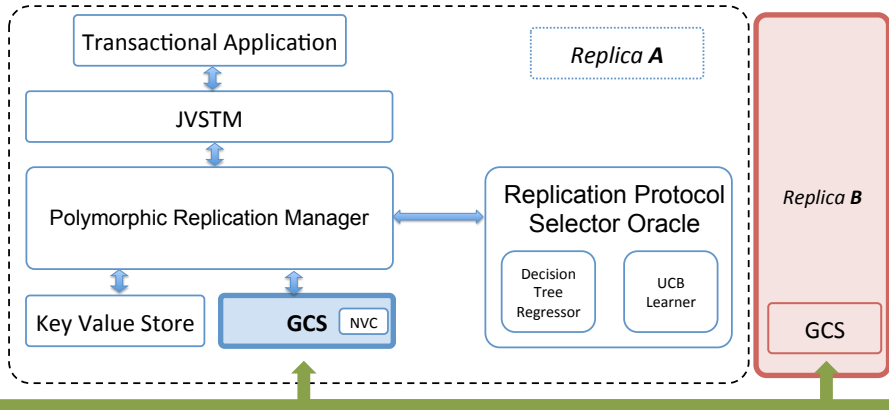 Transactional Application
Replica A
JVSTM
Polymorphic Replication Manager
Replication Protocol
Selector Oracle
Decision
Tree
Regressor
UCB
Learner
Key Value Store
GCS
NVC
Replica B
GCS